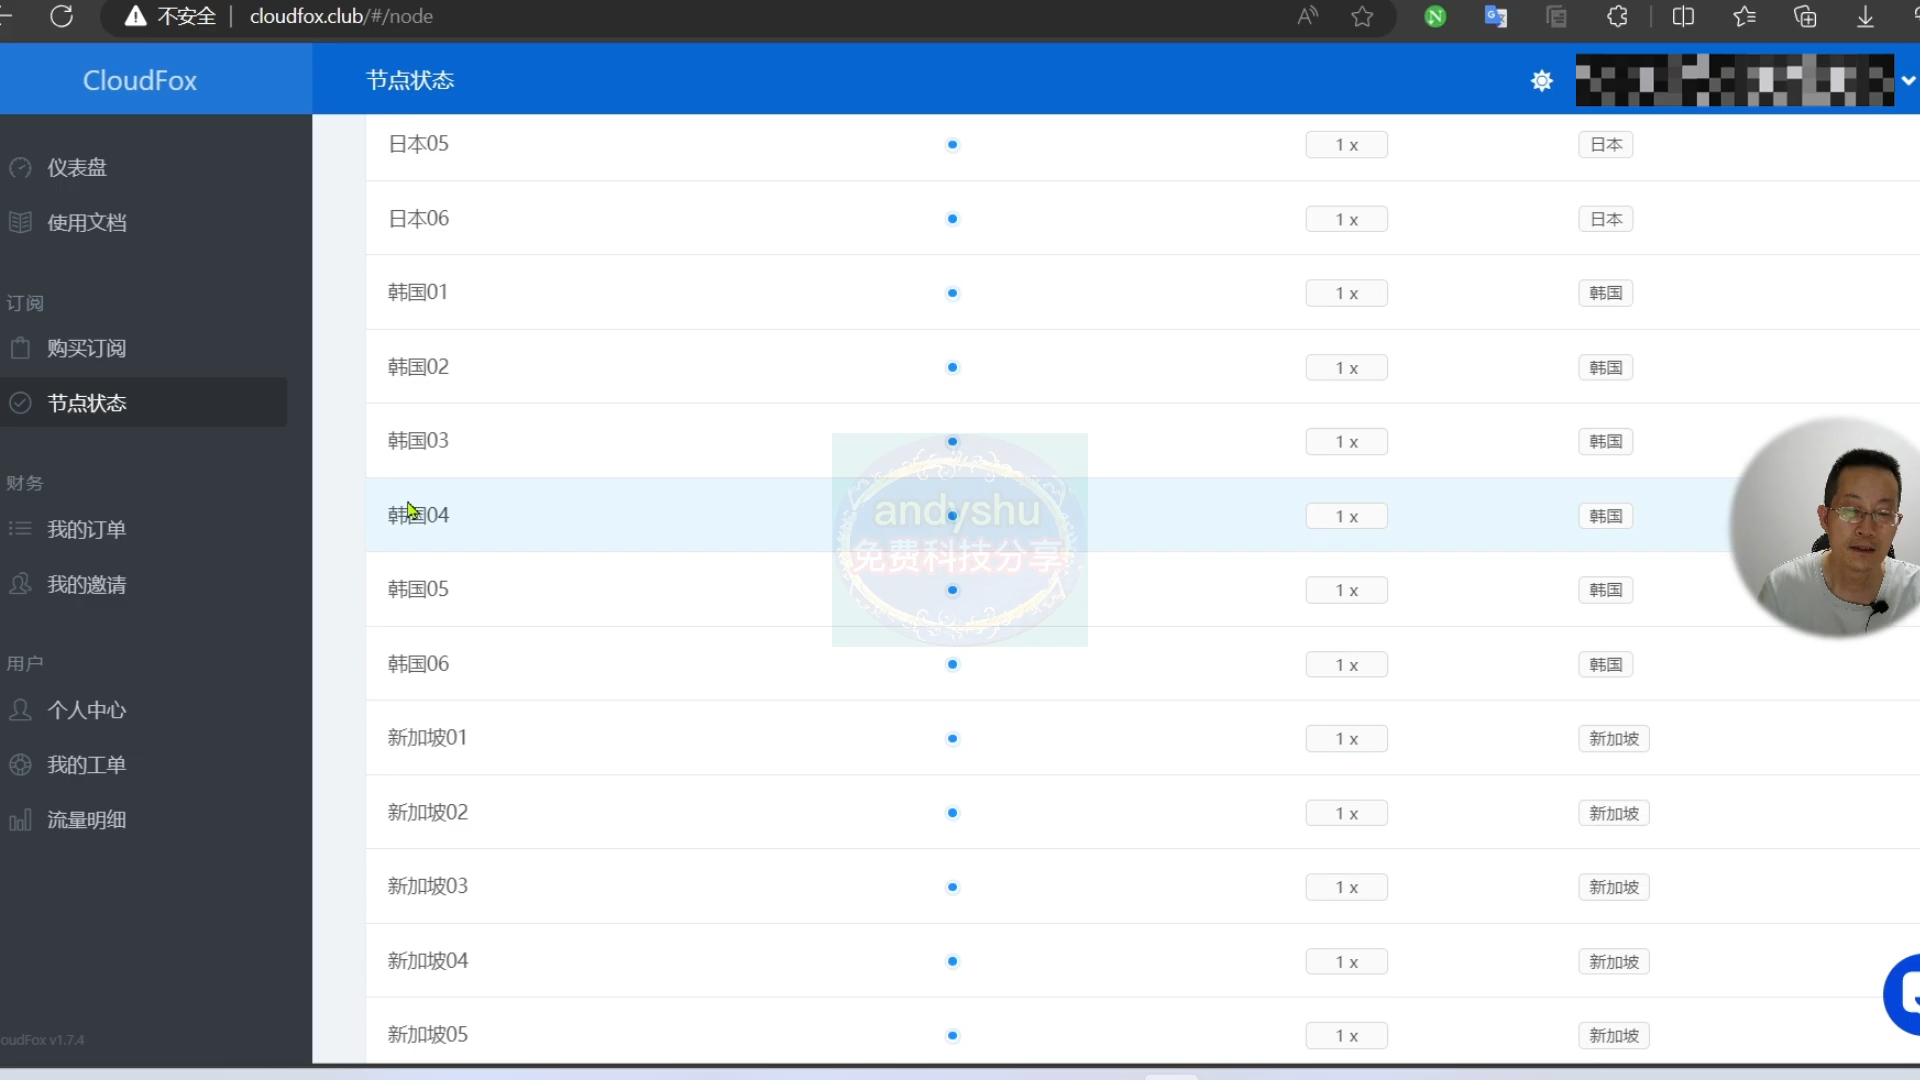 不安全 cloudfox.club/#/node
CloudFox
节点状态
仪表盘
使用文档
订阅
购买订阅
节点状态
财务
我的订单
我的邀请
用户
个人中心
我的工单
流量明细
oudFox v1.7.4
日本05 1 x 日本
日本06 1 x 日本
韩国01 1 x 韩国
韩国02 1 x 韩国
韩国03 1 x 韩国
韩国04 1 x 韩国
韩国05 1 x 韩国
韩国06 1 x 韩国
新加坡01 1 x 新加坡
新加坡02 1 x 新加坡
新加坡03 1 x 新加坡
新加坡04 1 x 新加坡
新加坡05 1 x 新加坡
andyshu
免费科技分享